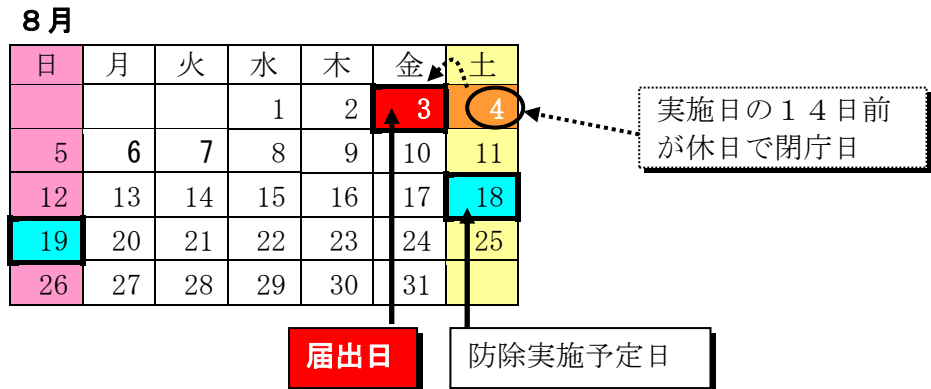 ８月
日 月 火 水 木 金 土
1 2 3 4
5 6 7 8 9 10 11
12 13 14 15 16 17 18
19 20 21 22 23 24 25
26 27 28 29 30 31
実施日の１４日前
が休日で閉庁日
届出日
防除実施予定日